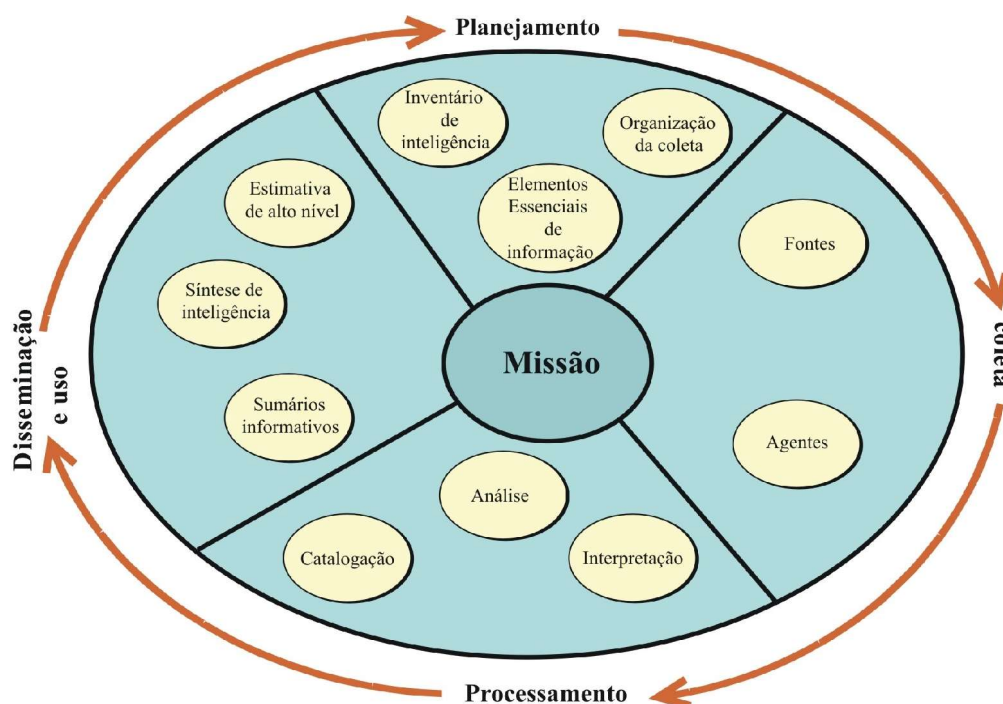 Planejamento
Inventário
de
inteligência
Organização
da coleta
Elementos
Essenciais
de
informação
Estimativa
de alto nível
Fontes
Síntese de
inteligência
Disseminação
e uso
coleta
Missão
Sumários
informativos
Agentes
Análise
Catalogação
Interpretação
Processamento